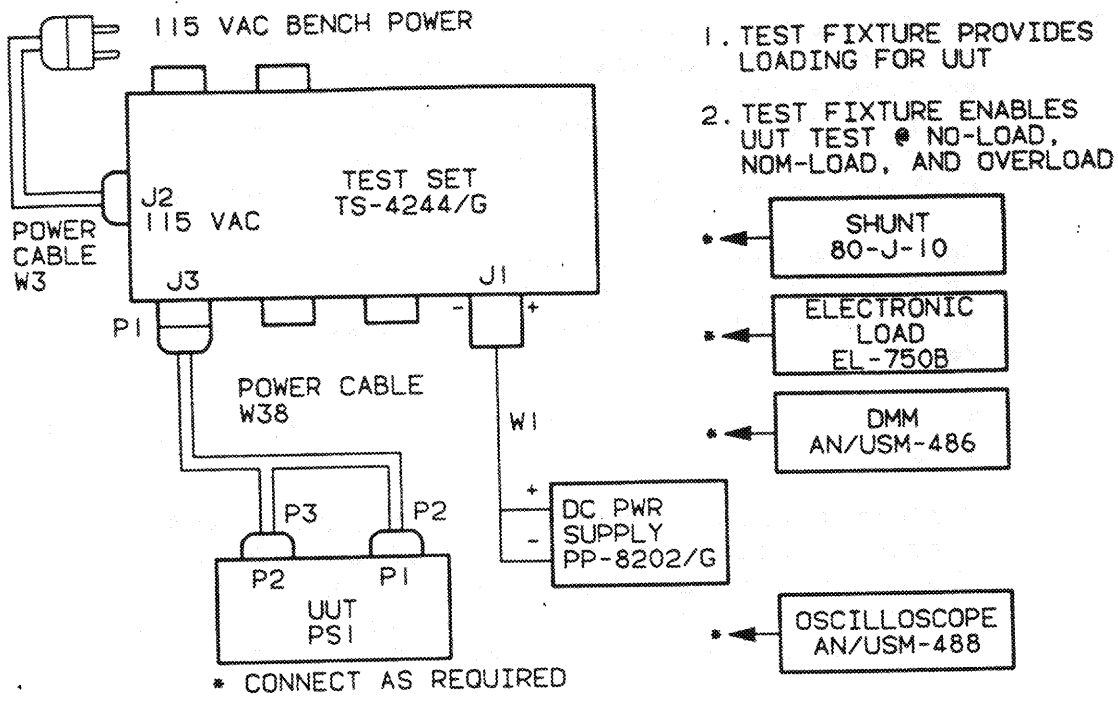 115 VAC BENCH POWER
1. TEST FIXTURE PROVIDES
LOADING FOR UUT
2. TEST FIXTURE ENABLES
UUT TEST @ NO-LOAD,
NOM-LOAD, AND OVERLOAD
TEST SET
TS-4244/G
J2
115 VAC
POWER
CABLE
W3
J3
J1
P1
- +
POWER CABLE
W38
W1
SHUNT
80-J-10
*
ELECTRONIC
LOAD
EL-750B
*
DMM
AN/USM-486
*
P3
P2
+
-
DC PWR
SUPPLY
PP-8202/G
P2
P1
UUT
PS1
OSCILLOSCOPE
AN/USM-488
*
* CONNECT AS REQUIRED